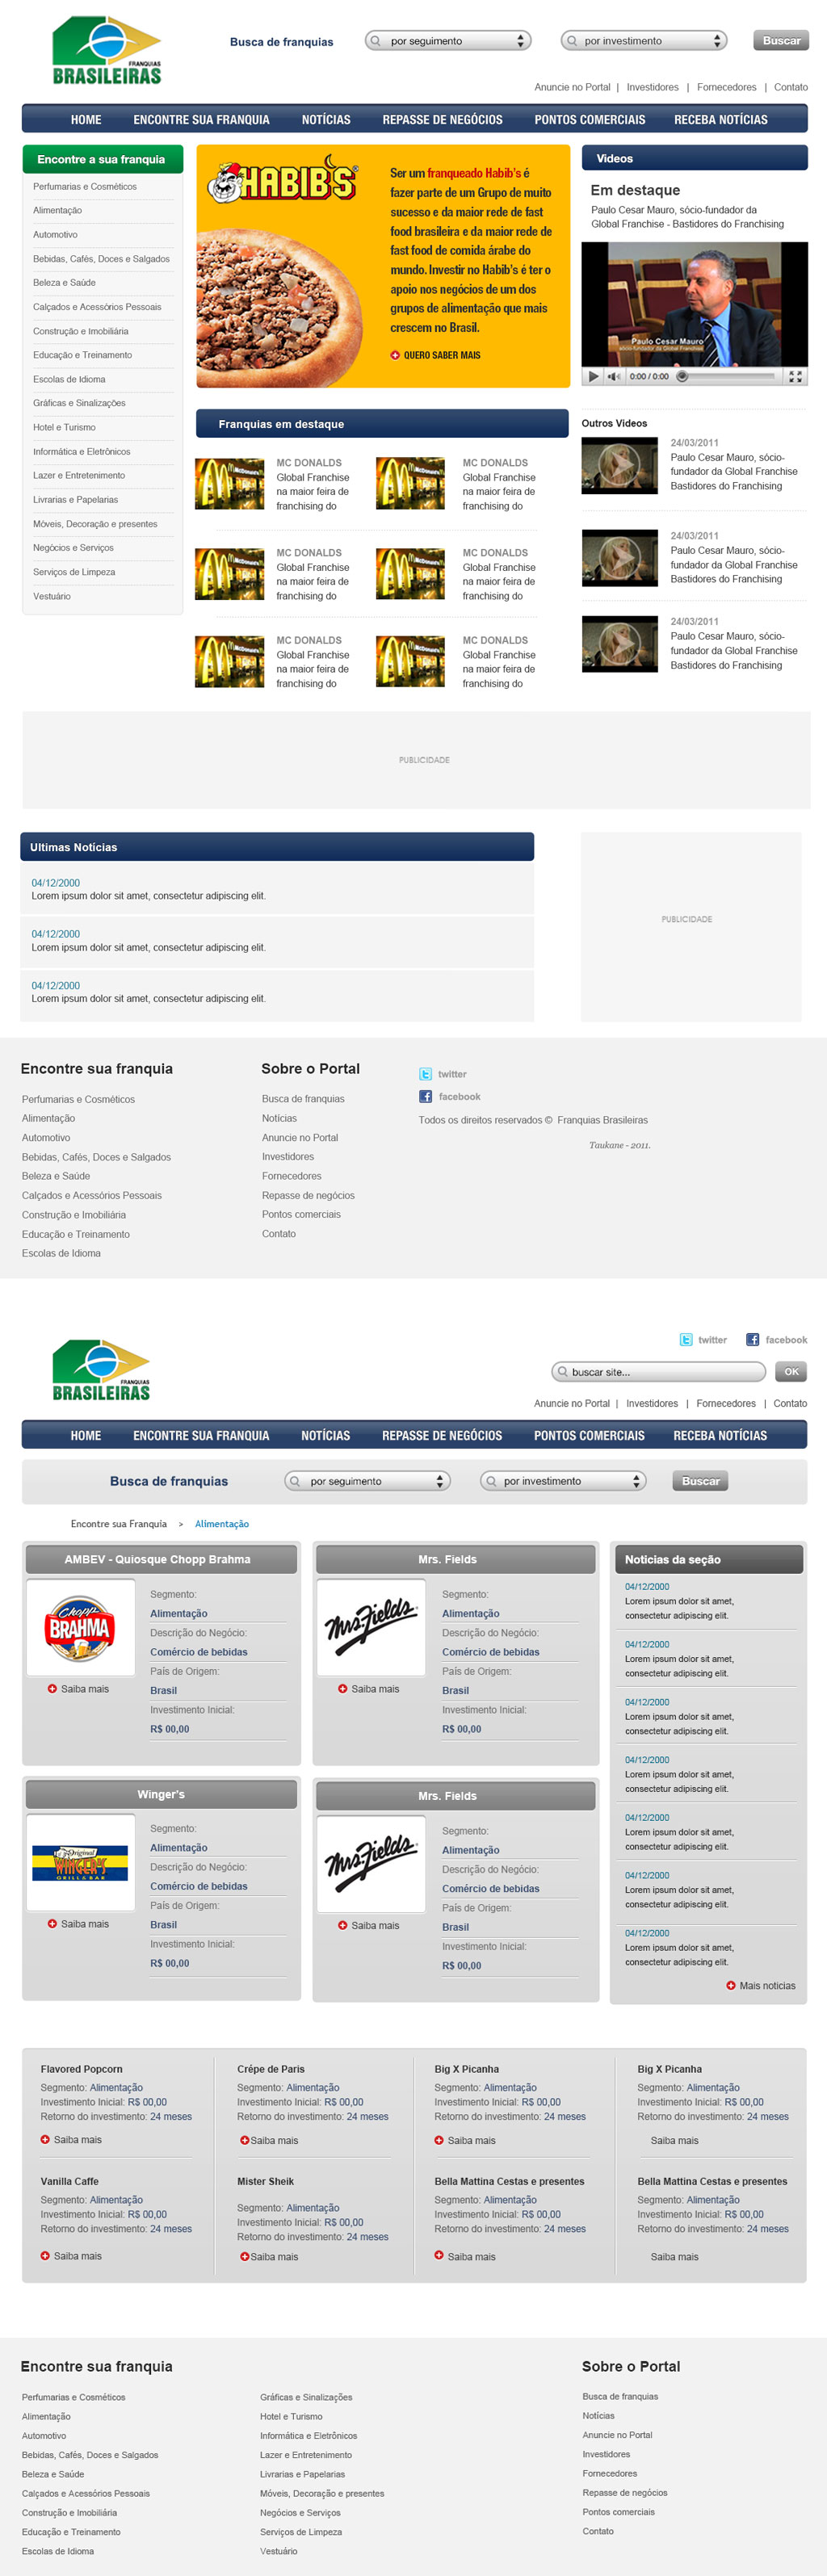 FRANQUIAS
BRASILEIRAS
Busca de franquias
por seguimento
por investimento
Buscar
Anuncie no Portal | Investidores | Fornecedores | Contato
HOME ENCONTRE SUA FRANQUIA NOTÍCIAS REPASSE DE NEGÓCIOS PONTOS COMERCIAIS RECEBA NOTÍCIAS
Encontre a sua franquia
Perfumarias e Cosméticos
Alimentação
Automotivo
Bebidas, Cafés, Doces e Salgados
Beleza e Saúde
Calçados e Acessórios Pessoais
Construção e Imobiliária
Educação e Treinamento
Escolas de Idioma
Gráficas e Sinalizações
Hotel e Turismo
Informática e Eletrônicos
Lazer e Entretenimento
Livrarias e Papelarias
Móveis, Decoração e presentes
Negócios e Serviços
Serviços de Limpeza
Vestuário
HABIB'S
Ser um franqueado Habib's é
fazer parte de um Grupo de muito
sucesso e da maior rede de fast
food brasileira e da maior rede de
fast food de comida árabe do
mundo. Investir no Habib's é ter o
apoio nos negócios de um dos
grupos de alimentação que mais
crescem no Brasil.
QUERO SABER MAIS
Videos
Em destaque
Paulo Cesar Mauro, sócio-fundador da
Global Franchise - Bastidores do Franchising
Paulo Cesar Mauro
sócio-fundador da Global Franchise
0:00 / 0:00
Franquias em destaque
MC DONALDS
Global Franchise
na maior feira de
franchising do
MC DONALDS
Global Franchise
na maior feira de
franchising do
MC DONALDS
Global Franchise
na maior feira de
franchising do
MC DONALDS
Global Franchise
na maior feira de
franchising do
MC DONALDS
Global Franchise
na maior feira de
franchising do
MC DONALDS
Global Franchise
na maior feira de
franchising do
Outros Videos
24/03/2011
Paulo Cesar Mauro, sócio-
fundador da Global Franchise
Bastidores do Franchising
24/03/2011
Paulo Cesar Mauro, sócio-
fundador da Global Franchise
Bastidores do Franchising
24/03/2011
Paulo Cesar Mauro, sócio-
fundador da Global Franchise
Bastidores do Franchising
PUBLICIDADE
Ultimas Notícias
04/12/2000
Lorem ipsum dolor sit amet, consectetur adipiscing elit.
04/12/2000
Lorem ipsum dolor sit amet, consectetur adipiscing elit.
04/12/2000
Lorem ipsum dolor sit amet, consectetur adipiscing elit.
PUBLICIDADE
Encontre sua franquia
Perfumarias e Cosméticos
Alimentação
Automotivo
Bebidas, Cafés, Doces e Salgados
Beleza e Saúde
Calçados e Acessórios Pessoais
Construção e Imobiliária
Educação e Treinamento
Escolas de Idioma
Sobre o Portal
Busca de franquias
Notícias
Anuncie no Portal
Investidores
Fornecedores
Repasse de negócios
Pontos comerciais
Contato
twitter
facebook
Todos os direitos reservados © Franquias Brasileiras
Taukane - 2011.
FRANQUIAS
BRASILEIRAS
twitter
facebook
buscar site...
OK
Anuncie no Portal | Investidores | Fornecedores | Contato
HOME ENCONTRE SUA FRANQUIA NOTÍCIAS REPASSE DE NEGÓCIOS PONTOS COMERCIAIS RECEBA NOTÍCIAS
Busca de franquias
por seguimento
por investimento
Buscar
Encontre sua Franquia > Alimentação
AMBEV - Quiosque Chopp Brahma
Chopp
BRAHMA
Saiba mais
Segmento:
Alimentação
Descrição do Negócio:
Comércio de bebidas
País de Origem:
Brasil
Investimento Inicial:
R$ 00,00
Mrs. Fields
Mrs. Fields
Saiba mais
Segmento:
Alimentação
Descrição do Negócio:
Comércio de bebidas
País de Origem:
Brasil
Investimento Inicial:
R$ 00,00
Winger's
Original
WINGER'S
GRILL & BAR
Saiba mais
Segmento:
Alimentação
Descrição do Negócio:
Comércio de bebidas
País de Origem:
Brasil
Investimento Inicial:
R$ 00,00
Mrs. Fields
Mrs. Fields
Saiba mais
Segmento:
Alimentação
Descrição do Negócio:
Comércio de bebidas
País de Origem:
Brasil
Investimento Inicial:
R$ 00,00
Noticias da seção
04/12/2000
Lorem ipsum dolor sit amet,
consectetur adipiscing elit.
04/12/2000
Lorem ipsum dolor sit amet,
consectetur adipiscing elit.
04/12/2000
Lorem ipsum dolor sit amet,
consectetur adipiscing elit.
04/12/2000
Lorem ipsum dolor sit amet,
consectetur adipiscing elit.
04/12/2000
Lorem ipsum dolor sit amet,
consectetur adipiscing elit.
04/12/2000
Lorem ipsum dolor sit amet,
consectetur adipiscing elit.
04/12/2000
Lorem ipsum dolor sit amet,
consectetur adipiscing elit.
Mais noticias
Flavored Popcorn
Segmento: Alimentação
Investimento Inicial: R$ 00,00
Retorno do investimento: 24 meses
Saiba mais
Crépe de Paris
Segmento: Alimentação
Investimento Inicial: R$ 00,00
Retorno do investimento: 24 meses
Saiba mais
Big X Picanha
Segmento: Alimentação
Investimento Inicial: R$ 00,00
Retorno do investimento: 24 meses
Saiba mais
Big X Picanha
Segmento: Alimentação
Investimento Inicial: R$ 00,00
Retorno do investimento: 24 meses
Saiba mais
Vanilla Caffe
Segmento: Alimentação
Investimento Inicial: R$ 00,00
Retorno do investimento: 24 meses
Saiba mais
Mister Sheik
Segmento: Alimentação
Investimento Inicial: R$ 00,00
Retorno do investimento: 24 meses
Saiba mais
Bella Mattina Cestas e presentes
Segmento: Alimentação
Investimento Inicial: R$ 00,00
Retorno do investimento: 24 meses
Saiba mais
Bella Mattina Cestas e presentes
Segmento: Alimentação
Investimento Inicial: R$ 00,00
Retorno do investimento: 24 meses
Saiba mais
Encontre sua franquia
Perfumarias e Cosméticos
Alimentação
Automotivo
Bebidas, Cafés, Doces e Salgados
Beleza e Saúde
Calçados e Acessórios Pessoais
Construção e Imobiliária
Educação e Treinamento
Escolas de Idioma
Gráficas e Sinalizações
Hotel e Turismo
Informática e Eletrônicos
Lazer e Entretenimento
Livrarias e Papelarias
Móveis, Decoração e presentes
Negócios e Serviços
Serviços de Limpeza
Vestuário
Sobre o Portal
Busca de franquias
Notícias
Anuncie no Portal
Investidores
Fornecedores
Repasse de negócios
Pontos comerciais
Contato